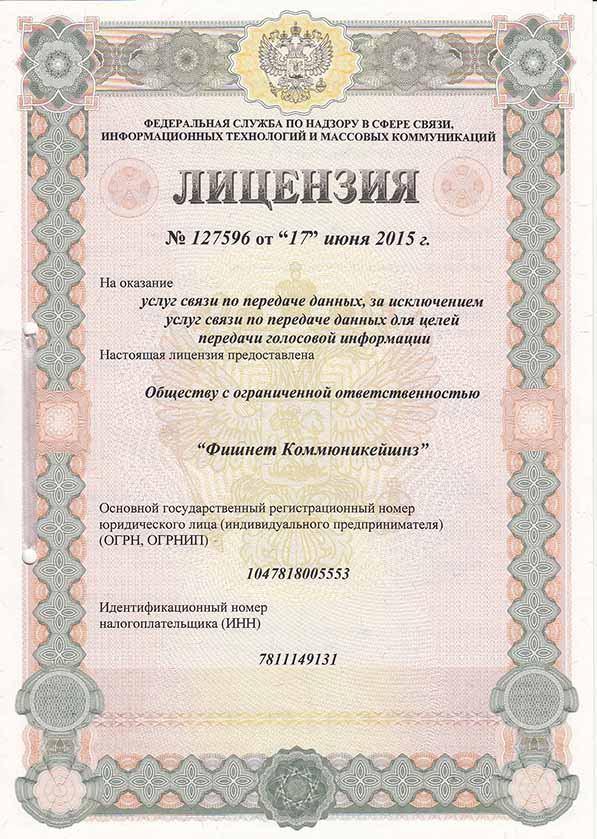 ФЕДЕРАЛЬНАЯ СЛУЖБА ПО НАДЗОРУ В СФЕРЕ СВЯЗИ,
ИНФОРМАЦИОННЫХ ТЕХНОЛОГИЙ И МАССОВЫХ КОММУНИКАЦИЙ
ЛИЦЕНЗИЯ
№ 127596 от “17” июня 2015 г.
На оказание
услуг связи по передаче данных, за исключением
услуг связи по передаче данных для целей
передачи голосовой информации
Настоящая лицензия предоставлена
Обществу с ограниченной ответственностью
“Фишнет Коммюникейшнз”
Основной государственный регистрационный номер
юридического лица (индивидуального предпринимателя)
(ОГРН, ОГРНИП)
1047818005553
Идентификационный номер
налогоплательщика (ИНН)
7811149131